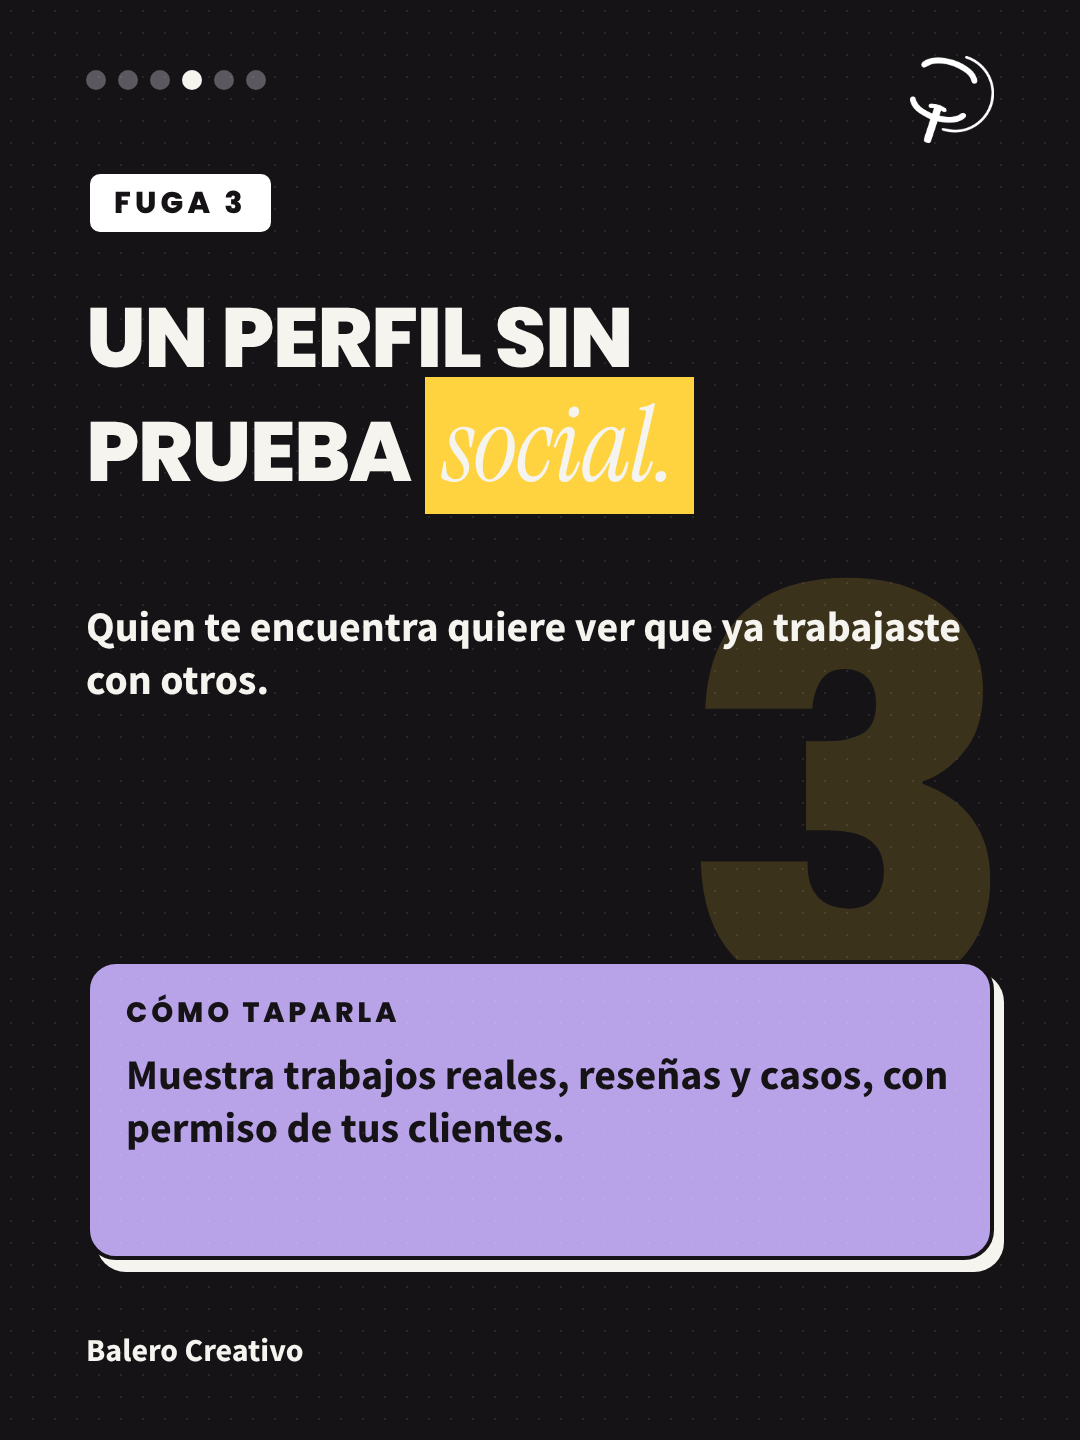 FUGA 3
UN PERFIL SIN
PRUEBA social.
Quien te encuentra quiere ver que ya trabajaste
con otros.
3
CÓMO TAPARLA
Muestra trabajos reales, reseñas y casos, con
permiso de tus clientes.
Balero Creativo